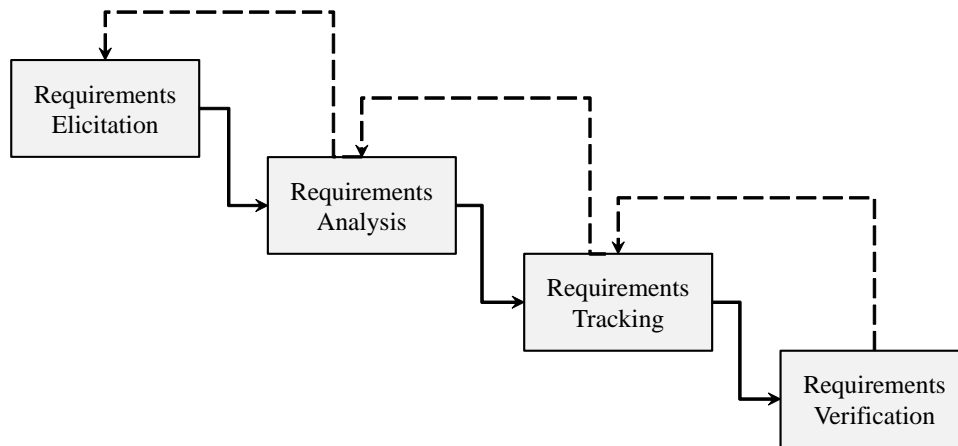 Requirements
Elicitation
Requirements
Analysis
Requirements
Tracking
Requirements
Verification